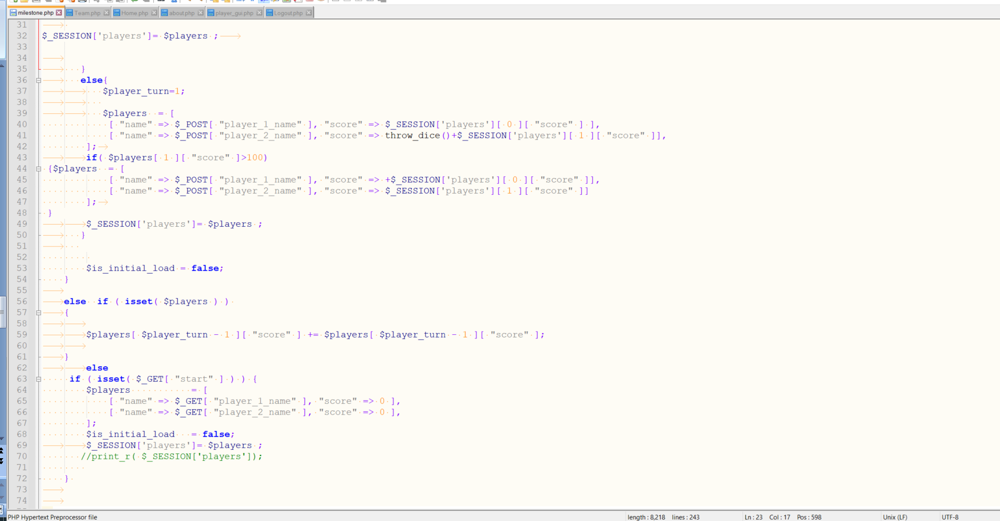 milestone.php Team.php Home.php about.php player_gui.php Logout.php
31
32 $_SESSION['players']= $players ;
33
34
35 }
36 else{
37 $player_turn=1;
38
39 $players = [
40 [ "name" => $_POST[ "player_1_name" ], "score" => $_SESSION['players'][ 0 ][ "score" ] ],
41 [ "name" => $_POST[ "player_2_name" ], "score" => throw_dice()+$_SESSION['players'][ 1 ][ "score" ]],
42 ];
43 if( $players[ 1 ][ "score" ]>100)
44 {$players = [
45 [ "name" => $_POST[ "player_1_name" ], "score" => +$_SESSION['players'][ 0 ][ "score" ]],
46 [ "name" => $_POST[ "player_2_name" ], "score" => $_SESSION['players'][ 1 ][ "score" ]]
47 ];
48 }
49 $_SESSION['players']= $players ;
50 }
51
52
53 $is_initial_load = false;
54 }
55
56 else if ( isset( $players ) )
57 {
58
59 $players[ $player_turn - 1 ][ "score" ] += $players[ $player_turn - 1 ][ "score" ];
60
61 }
62 else
63 if ( isset( $_GET[ "start" ] ) ) {
64 $players = [
65 [ "name" => $_GET[ "player_1_name" ], "score" => 0 ],
66 [ "name" => $_GET[ "player_2_name" ], "score" => 0 ],
67 ];
68 $is_initial_load = false;
69 $_SESSION['players']= $players ;
70 //print_r( $_SESSION['players']);
71
72 }
73
74
PHP Hypertext Preprocessor file length : 8,218 lines : 243 Ln : 23 Col : 17 Pos : 598 Unix (LF) UTF-8